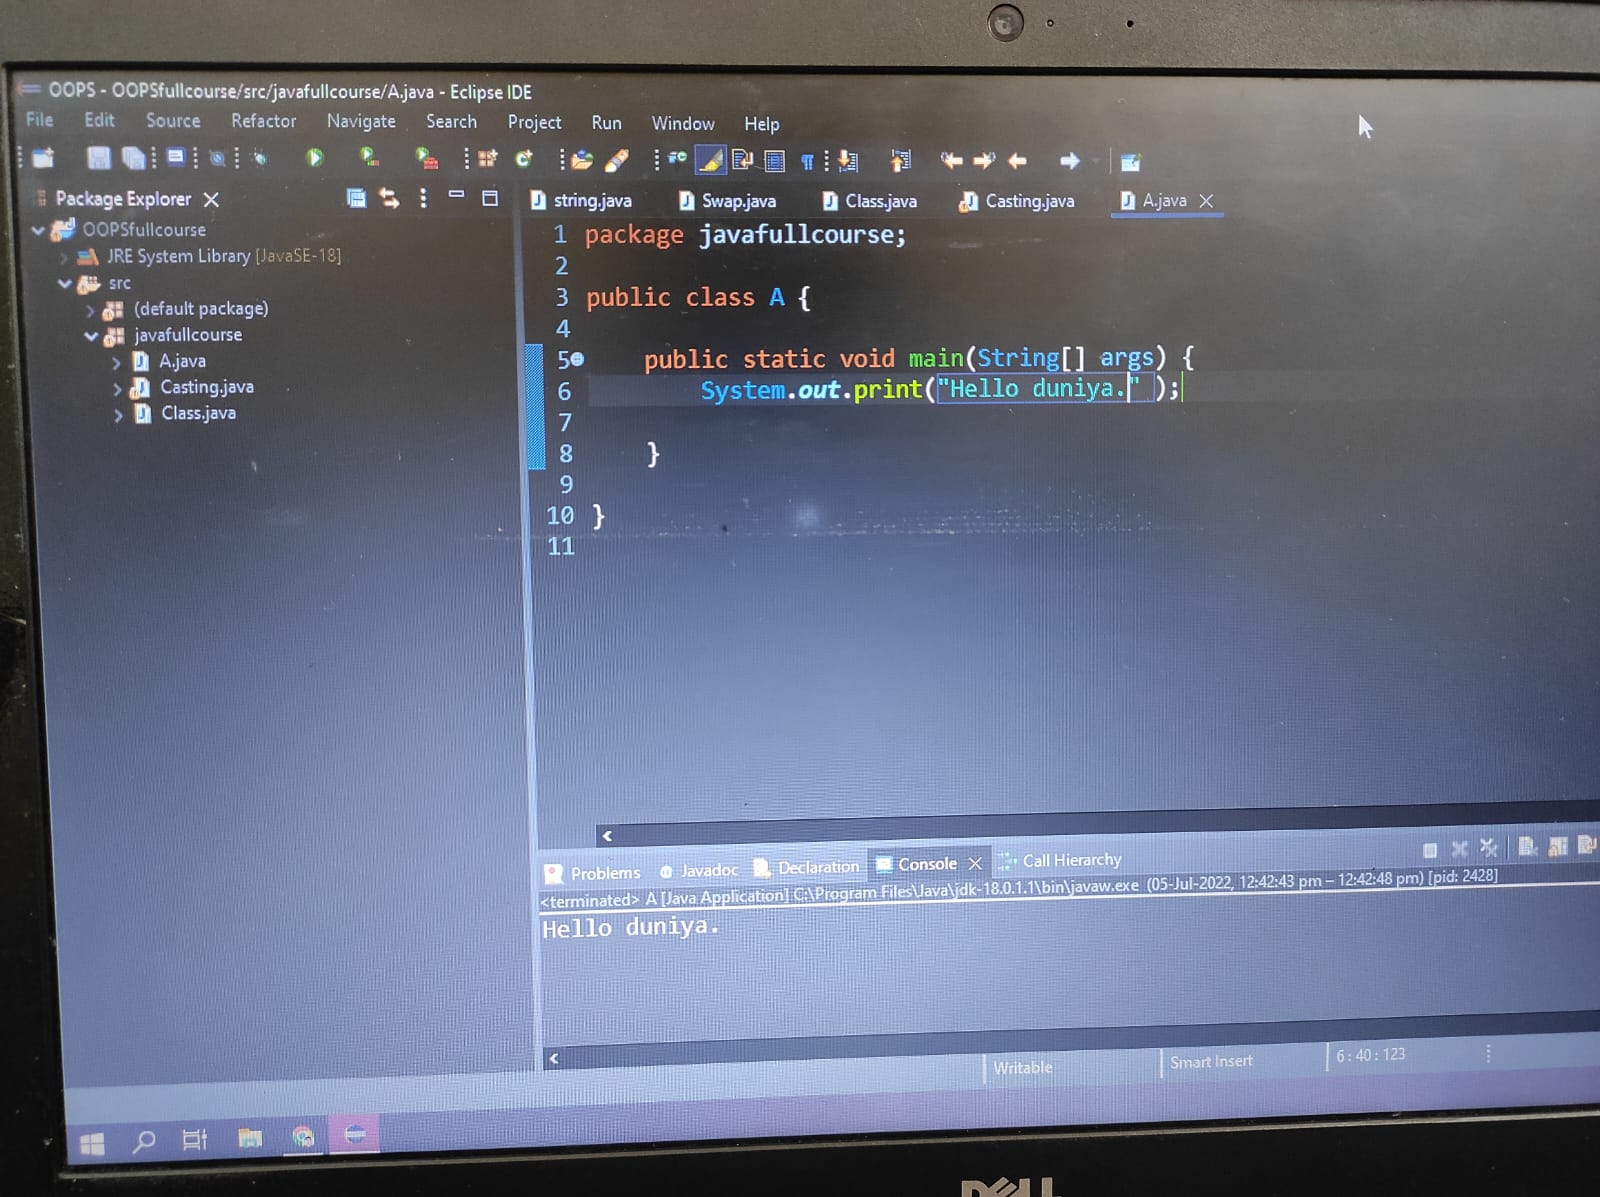 OOPS - OOPSfullcourse/src/javafullcourse/A.java - Eclipse IDE
File Edit Source Refactor Navigate Search Project Run Window Help
Package Explorer
OOPSfullcourse
JRE System Library [JavaSE-18]
src
(default package)
javafullcourse
A.java
Casting.java
Class.java
string.java Swap.java Class.java Casting.java A.java
1 package javafullcourse;
2
3 public class A {
4
5 public static void main(String[] args) {
6 System.out.print("Hello duniya." );
7
8 }
9
10 }
11
Problems Javadoc Declaration Console Call Hierarchy
<terminated> A [Java Application] C:\Program Files\Java\jdk-18.0.1.1\bin\javaw.exe (05-Jul-2022, 12:42:43 pm – 12:42:48 pm) [pid: 2428]
Hello duniya.
Writable Smart Insert 6 : 40 : 123
DELL